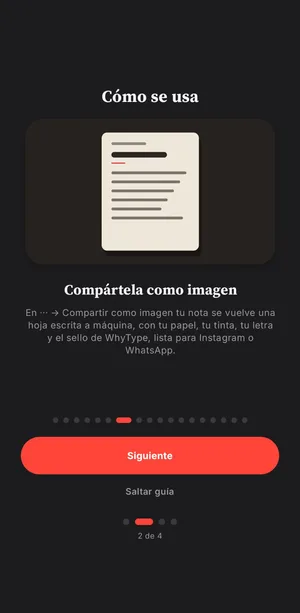 Cómo se usa
Compártela como imagen
En ··· → Compartir como imagen tu nota se vuelve una
hoja escrita a máquina, con tu papel, tu tinta, tu letra
y el sello de WhyType, lista para Instagram o
WhatsApp.
Siguiente
Saltar guía
2 de 4